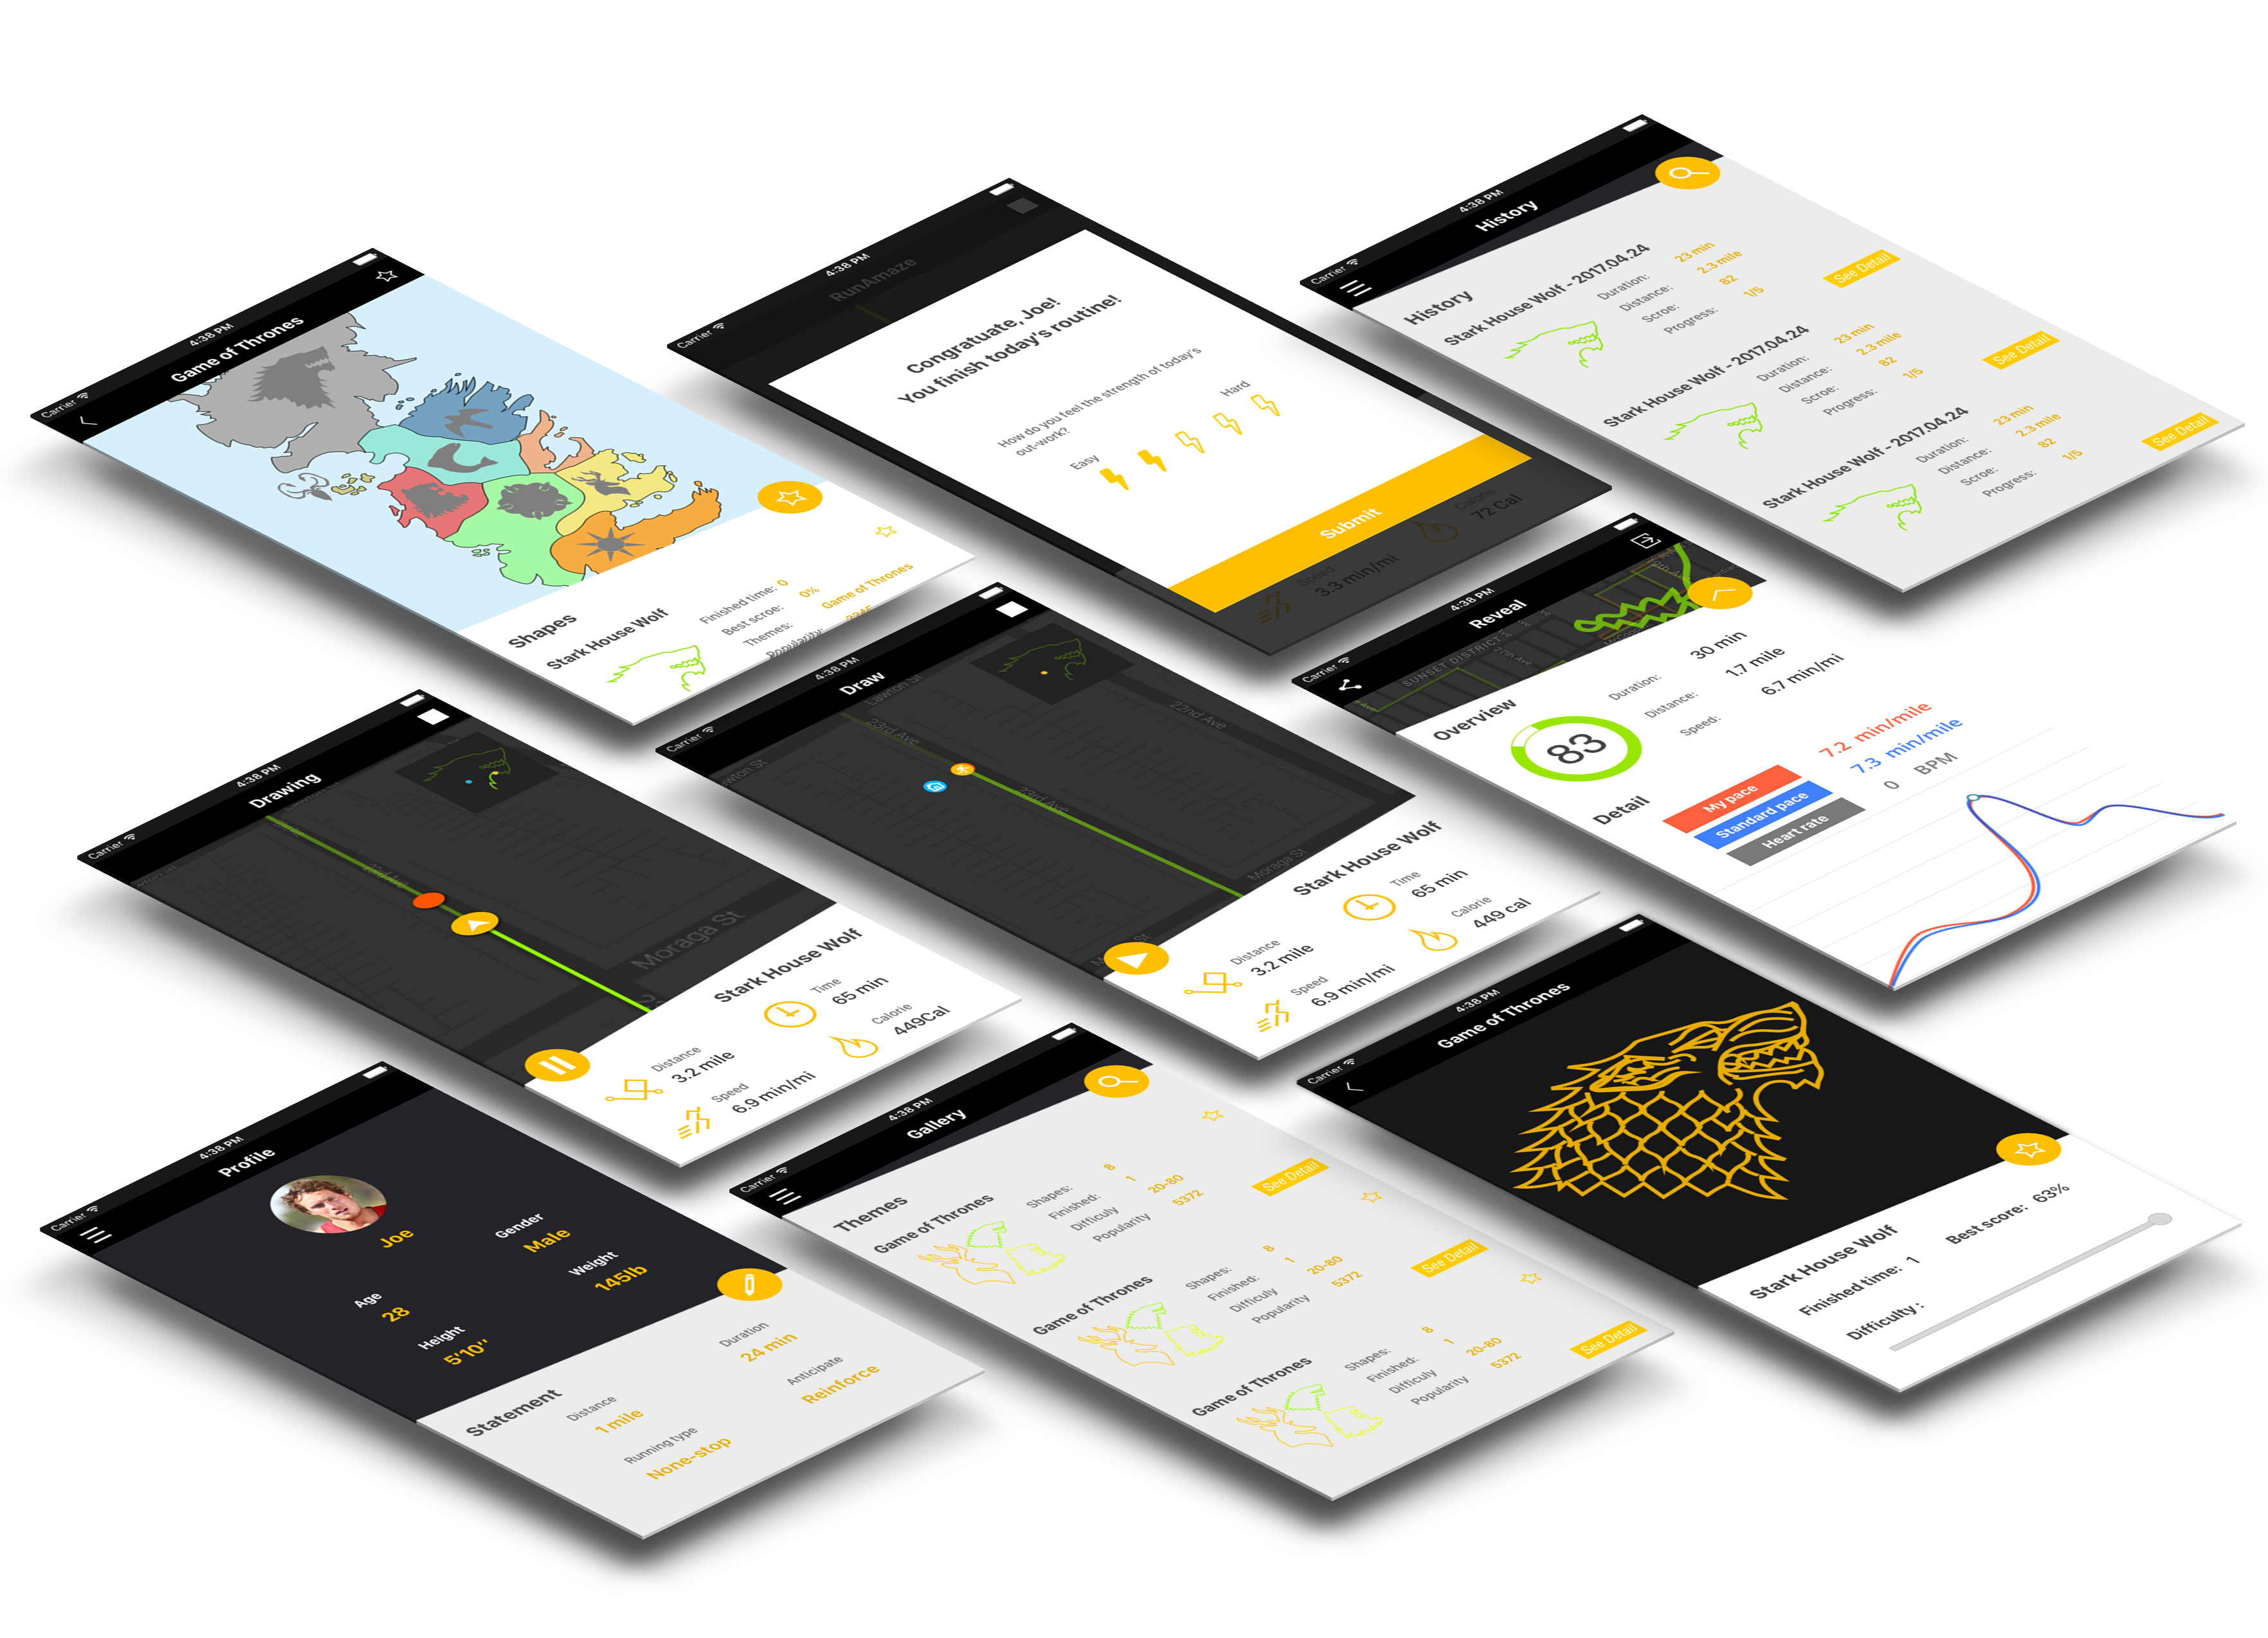 Carrier 4:38 PM
Game of Thrones
Shapes
Stark House Wolf
Finished time: 0
Best scroe: 0%
Themes: Game of Thrones
Popularity:
Carrier 4:38 PM
RunAmaze
Congratuate, Joe!
You finish today's routine!
How do you feel the strength of today's
out-work?
Easy
Hard
Submit
Calorie
72 Cal
Speed
3.3 min/mi
Carrier 4:38 PM
History
History
Stark House Wolf - 2017.04.24
Duration: 23 min
Distance: 2.3 mile
Scroe: 82
Progress: 1/5
See Detail
Stark House Wolf - 2017.04.24
Duration: 23 min
Distance: 2.3 mile
Scroe: 82
Progress: 1/5
See Detail
Stark House Wolf - 2017.04.24
Duration: 23 min
Distance: 2.3 mile
Scroe: 82
Progress: 1/5
See Detail
Carrier 4:38 PM
Drawing
Moraga St
Stark House Wolf
Time
65 min
Distance
3.2 mile
Calorie
449Cal
Speed
6.9 min/mi
Carrier 4:38 PM
Draw
Lawton St
22nd Ave
23rd Ave
23rd Ave
Moraga St
Stark House Wolf
Time
65 min
Distance
3.2 mile
Calorie
449 cal
Speed
6.9 min/mi
Carrier 4:38 PM
Reveal
SUNSET DISTRICT
27th Ave
Overview
83
Duration: 30 min
Distance: 1.7 mile
Speed: 6.7 min/mi
Detail
My pace 7.2 min/mile
Standard pace 7.3 min/mile
Heart rate 0 BPM
Carrier 4:38 PM
Profile
Joe
Gender
Male
Age
28
Weight
145lb
Height
5'10''
Statement
Duration
24 min
Distance
1 mile
Anticipate
Reinforce
Running type
None-stop
Carrier 4:38 PM
Gallery
Themes
Game of Thrones
Shapes: 8
Finished: 1
Difficuly 20-80
Popularity 5372
See Detail
Game of Thrones
Shapes: 8
Finished: 1
Difficuly 20-80
Popularity 5372
See Detail
Game of Thrones
Shapes: 8
Finished: 1
Difficuly 20-80
Popularity 5372
See Detail
Carrier 4:38 PM
Game of Thrones
Stark House Wolf
Finished time: 1
Best score: 63%
Difficulty: